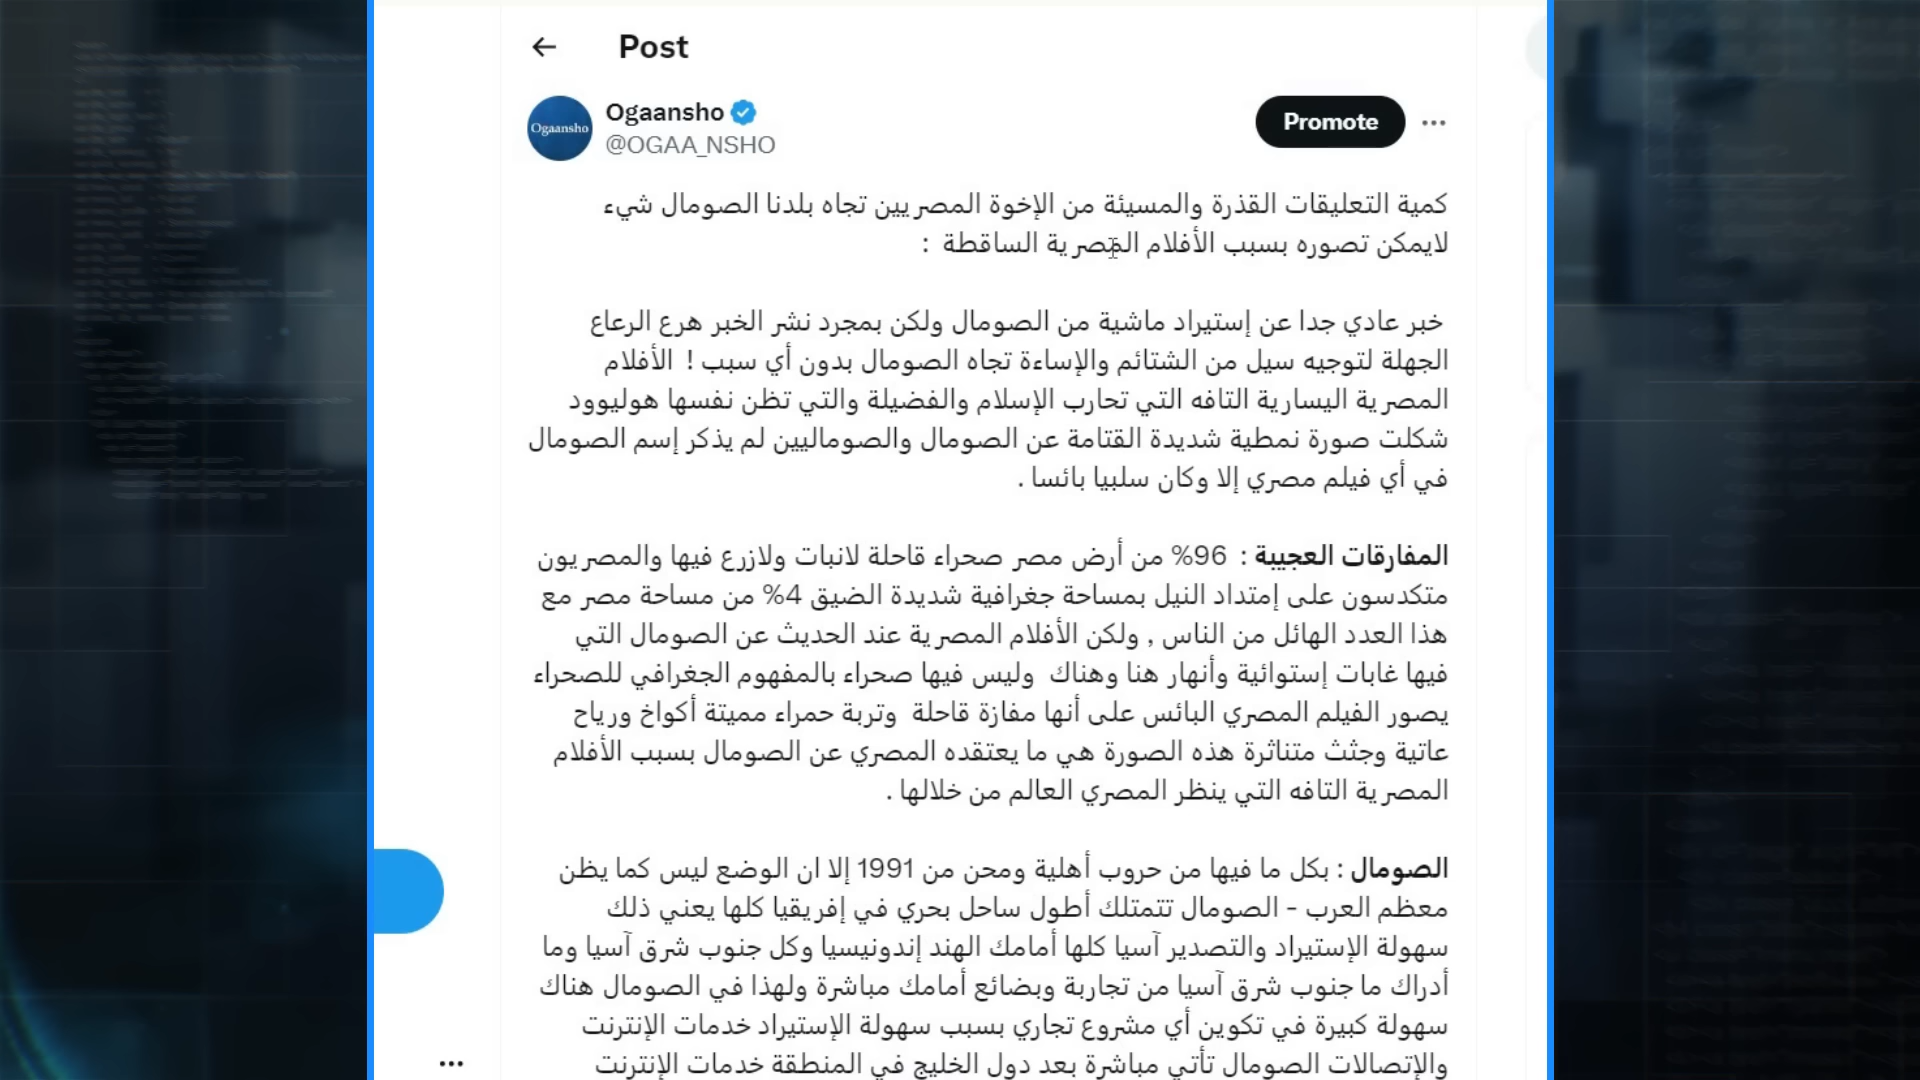 Post
Ogaansho
Ogaansho
@OGAA_NSHO
Promote
كمية التعليقات القذرة والمسيئة من الإخوة المصريين تجاه بلدنا الصومال شيء
لايمكن تصوره بسبب الأفلام المصرية الساقطة :
خبر عادي جدا عن إستيراد ماشية من الصومال ولكن بمجرد نشر الخبر هرع الرعاع
الجهلة لتوجيه سيل من الشتائم والإساءة تجاه الصومال بدون أي سبب ! الأفلام
المصرية اليسارية التافه التي تحارب الإسلام والفضيلة والتي تظن نفسها هوليوود
شكلت صورة نمطية شديدة القتامة عن الصومال والصوماليين لم يذكر إسم الصومال
في أي فيلم مصري إلا وكان سلبيا بائسا .
المفارقات العجيبة : 96% من أرض مصر صحراء قاحلة لانبات ولازرع فيها والمصريون
متكدسون على إمتداد النيل بمساحة جغرافية شديدة الضيق 4% من مساحة مصر مع
هذا العدد الهائل من الناس , ولكن الأفلام المصرية عند الحديث عن الصومال التي
فيها غابات إستوائية وأنهار هنا وهناك وليس فيها صحراء بالمفهوم الجغرافي للصحراء
يصور الفيلم المصري البائس على أنها مفازة قاحلة وتربة حمراء مميتة أكواخ ورياح
عاتية وجثث متناثرة هذه الصورة هي ما يعتقده المصري عن الصومال بسبب الأفلام
المصرية التافه التي ينظر المصري العالم من خلالها .
الصومال : بكل ما فيها من حروب أهلية ومحن من 1991 إلا ان الوضع ليس كما يظن
معظم العرب - الصومال تتمتلك أطول ساحل بحري في إفريقيا كلها يعني ذلك
سهولة الإستيراد والتصدير آسيا كلها أمامك الهند إندونيسيا وكل جنوب شرق آسيا وما
أدراك ما جنوب شرق آسيا من تجاربة وبضائع أمامك مباشرة ولهذا في الصومال هناك
سهولة كبيرة في تكوين أي مشروع تجاري بسبب سهولة الإستيراد خدمات الإنترنت
والإتصالات الصومال تأتي مباشرة بعد دول الخليج في المنطقة خدمات الإنترنت